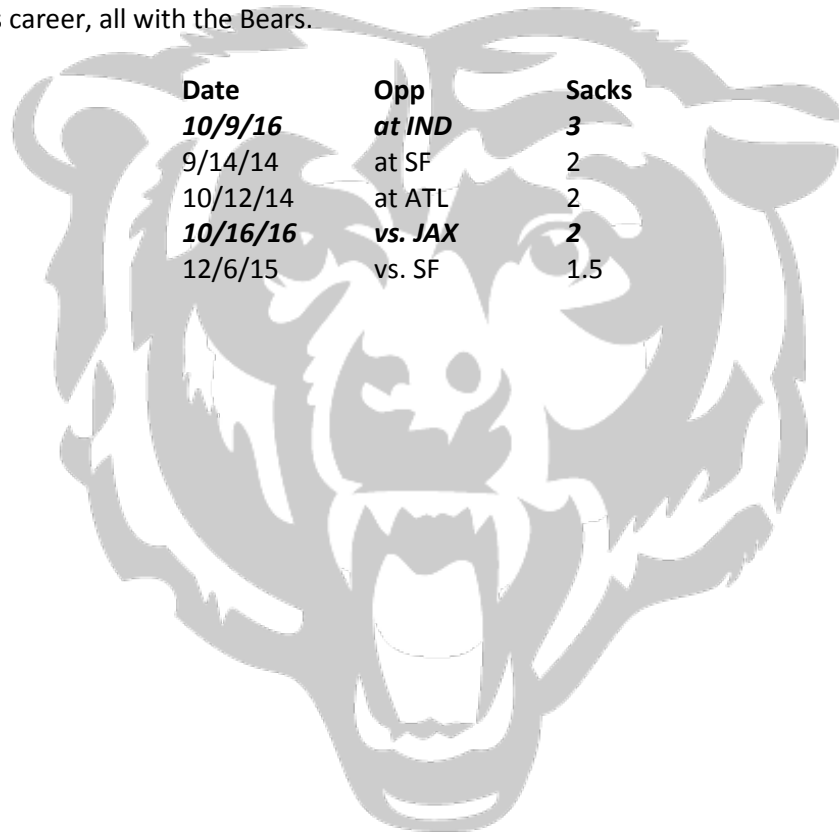 s career, all with the Bears.
Date Opp Sacks
10/9/16 at IND 3
9/14/14 at SF 2
10/12/14 at ATL 2
10/16/16 vs. JAX 2
12/6/15 vs. SF 1.5